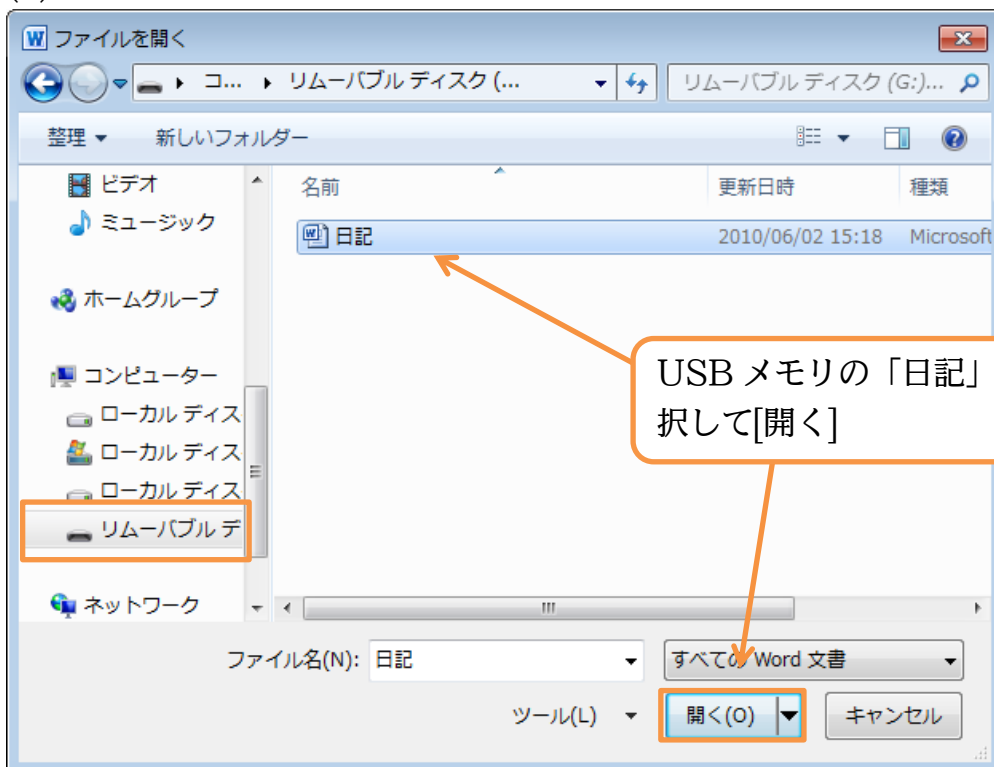 ファイルを開く
コ... リムーバブル ディスク (... リムーバブル ディスク (G:)...
整理 新しいフォルダー
ビデオ
ミュージック
ホームグループ
コンピューター
ローカル ディス
ローカル ディス
ローカル ディス
リムーバブル デ
ネットワーク
名前 更新日時 種類
日記 2010/06/02 15:18 Microsoft
USB メモリの「日記」
択して[開く]
ファイル名(N): 日記 すべての Word 文書
ツール(L) 開く(O) キャンセル